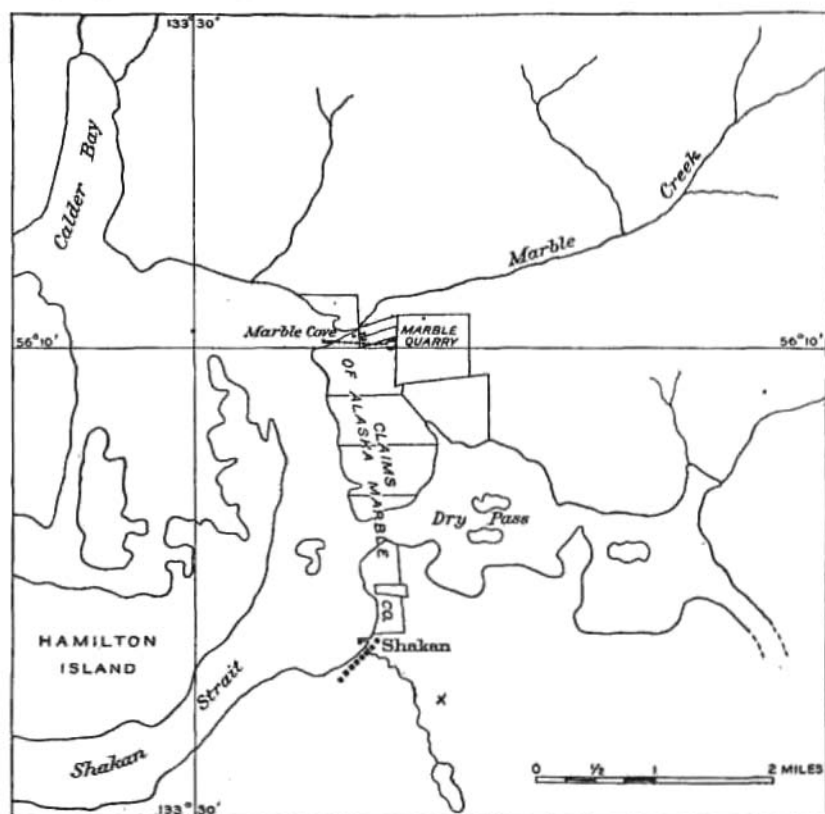 133° 30'
Calder Bay
Marble Creek
Marble Cove
MARBLE
QUARRY
56° 10'
56° 10'
CLAIMS
OF ALASKA MARBLE CO.
Dry Pass
HAMILTON
ISLAND
Shakan
Shakan Strait
X
0 ½ 1 2 MILES
133° 30'